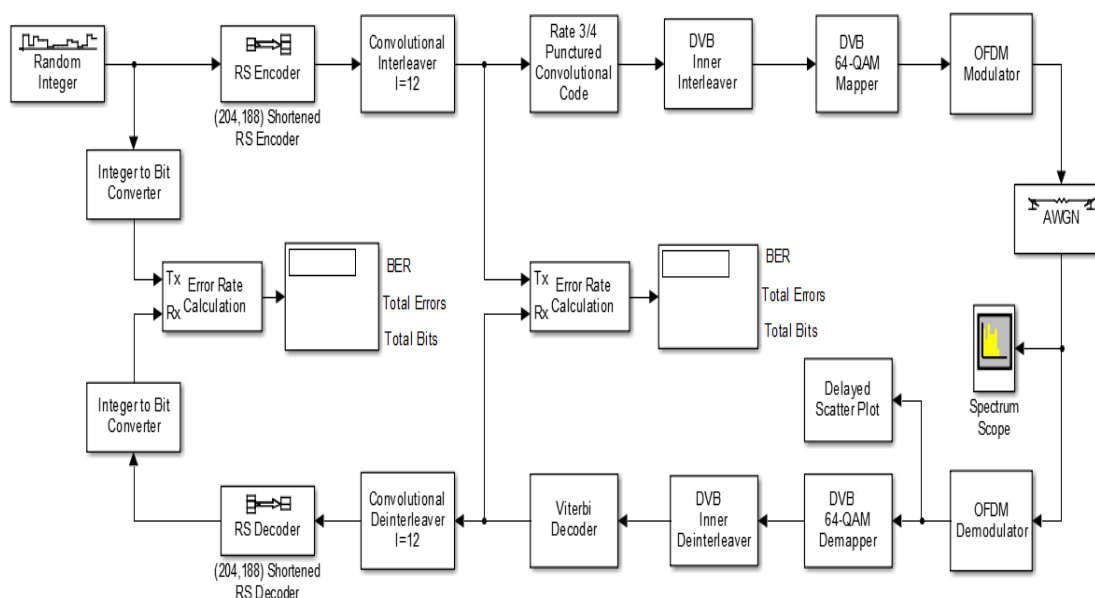 Random
Integer
RS Encoder
(204,188) Shortened
RS Encoder
Convolutional
Interleaver
I=12
Rate 3/4
Punctured
Convolutional
Code
DVB
Inner
Interleaver
DVB
64-QAM
Mapper
OFDM
Modulator
Integer to Bit
Converter
AWGN
Tx
Rx
Error Rate
Calculation
BER
Total Errors
Total Bits
Tx
Rx
Error Rate
Calculation
BER
Total Errors
Total Bits
Spectrum
Scope
Delayed
Scatter Plot
Integer to Bit
Converter
RS Decoder
(204,188) Shortened
RS Decoder
Convolutional
Deinterleaver
I=12
Viterbi
Decoder
DVB
Inner
Deinterleaver
DVB
64-QAM
Demapper
OFDM
Demodulator